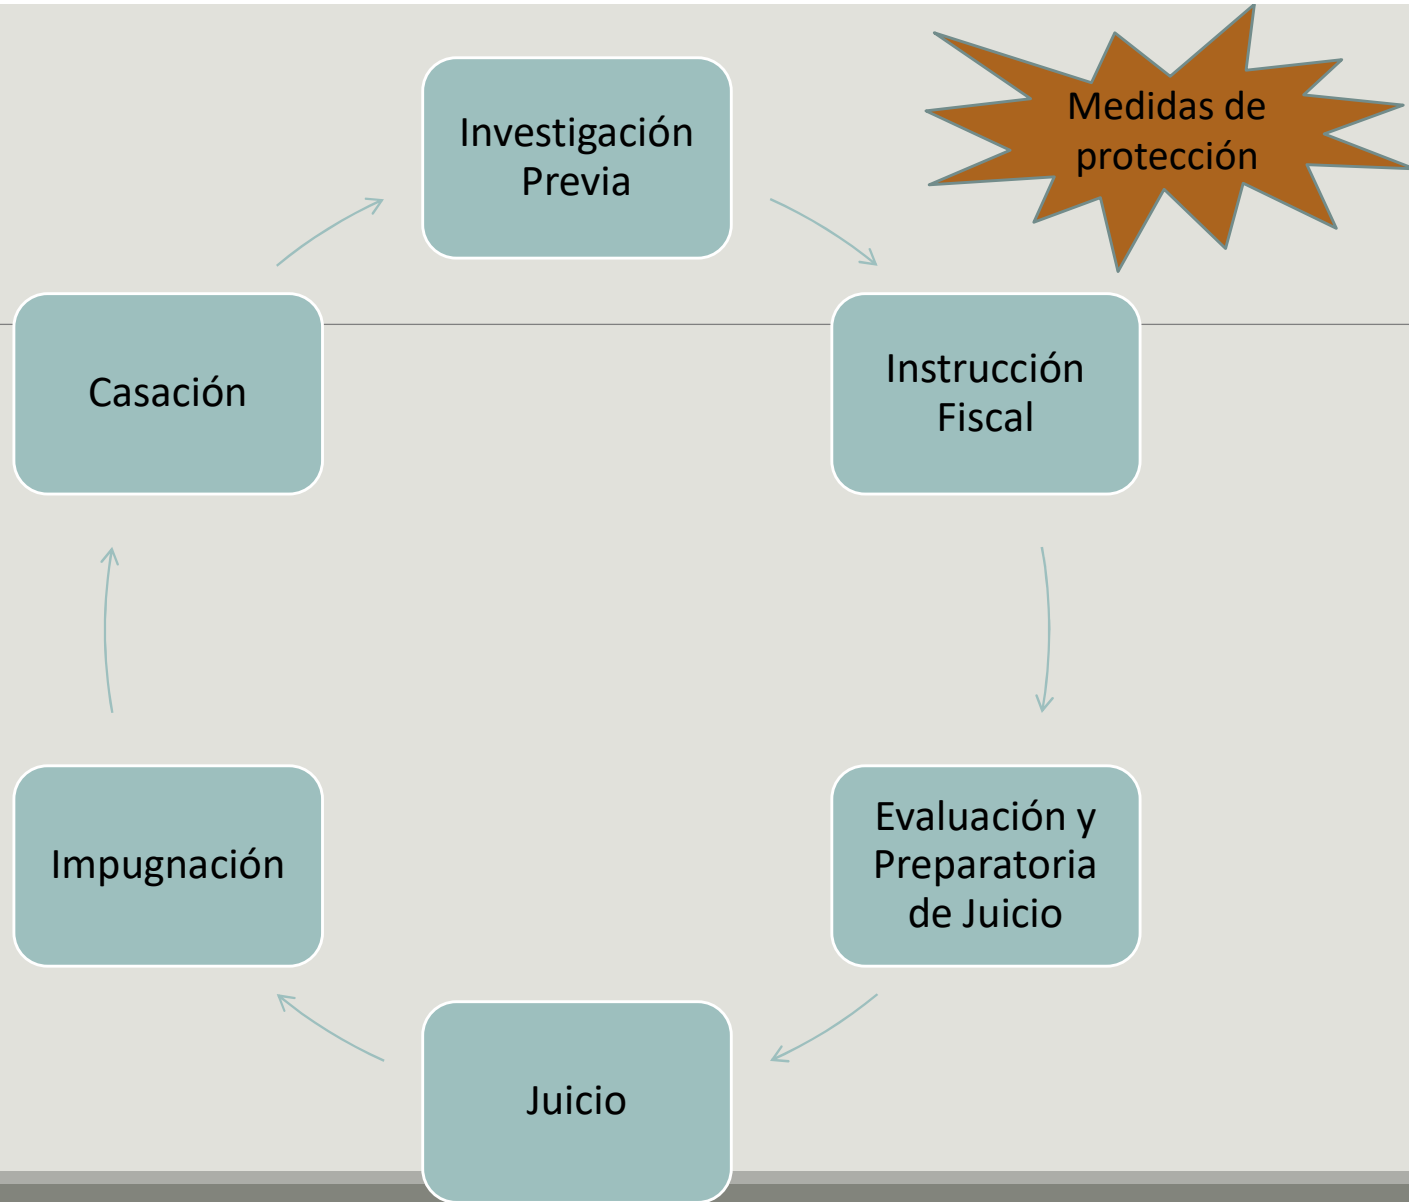 Investigación
Previa
Medidas de
protección
Instrucción
Fiscal
Evaluación y
Preparatoria
de Juicio
Juicio
Impugnación
Casación